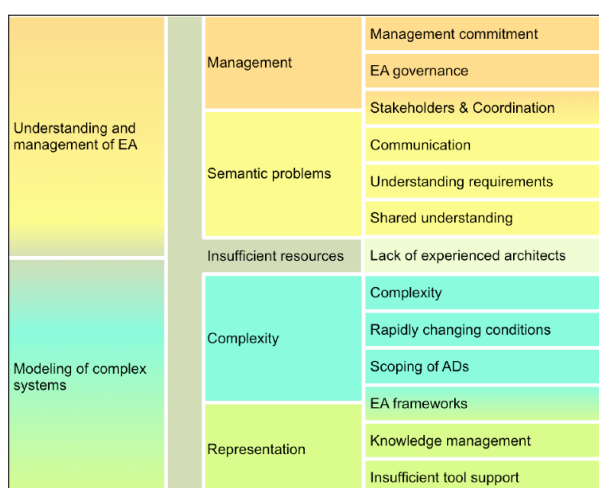 Understanding and
management of EA
Modeling of complex
systems
Management
Semantic problems
Insufficient resources
Complexity
Representation
Management commitment
EA governance
Stakeholders & Coordination
Communication
Understanding requirements
Shared understanding
Lack of experienced architects
Complexity
Rapidly changing conditions
Scoping of ADs
EA frameworks
Knowledge management
Insufficient tool support